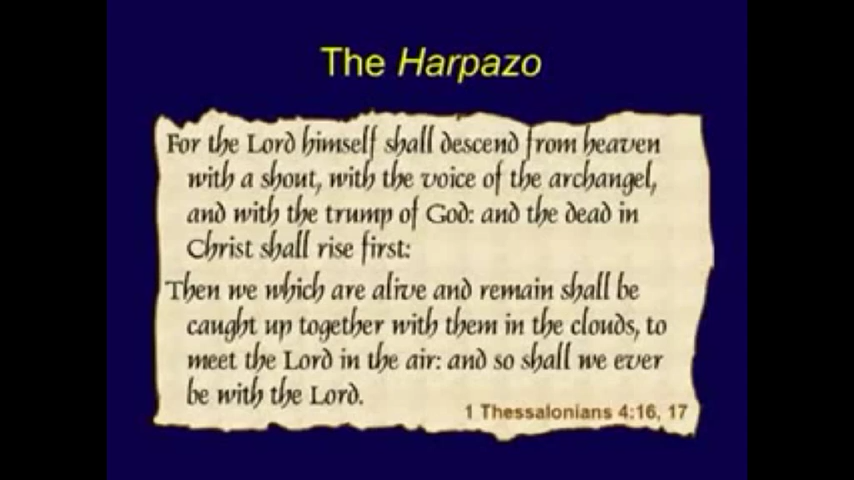 The Harpazo
For the Lord himself shall descend from heaven
with a shout, with the voice of the archangel,
and with the trump of God: and the dead in
Christ shall rise first:
Then we which are alive and remain shall be
caught up together with them in the clouds, to
meet the Lord in the air: and so shall we ever
be with the Lord.
1 Thessalonians 4:16, 17